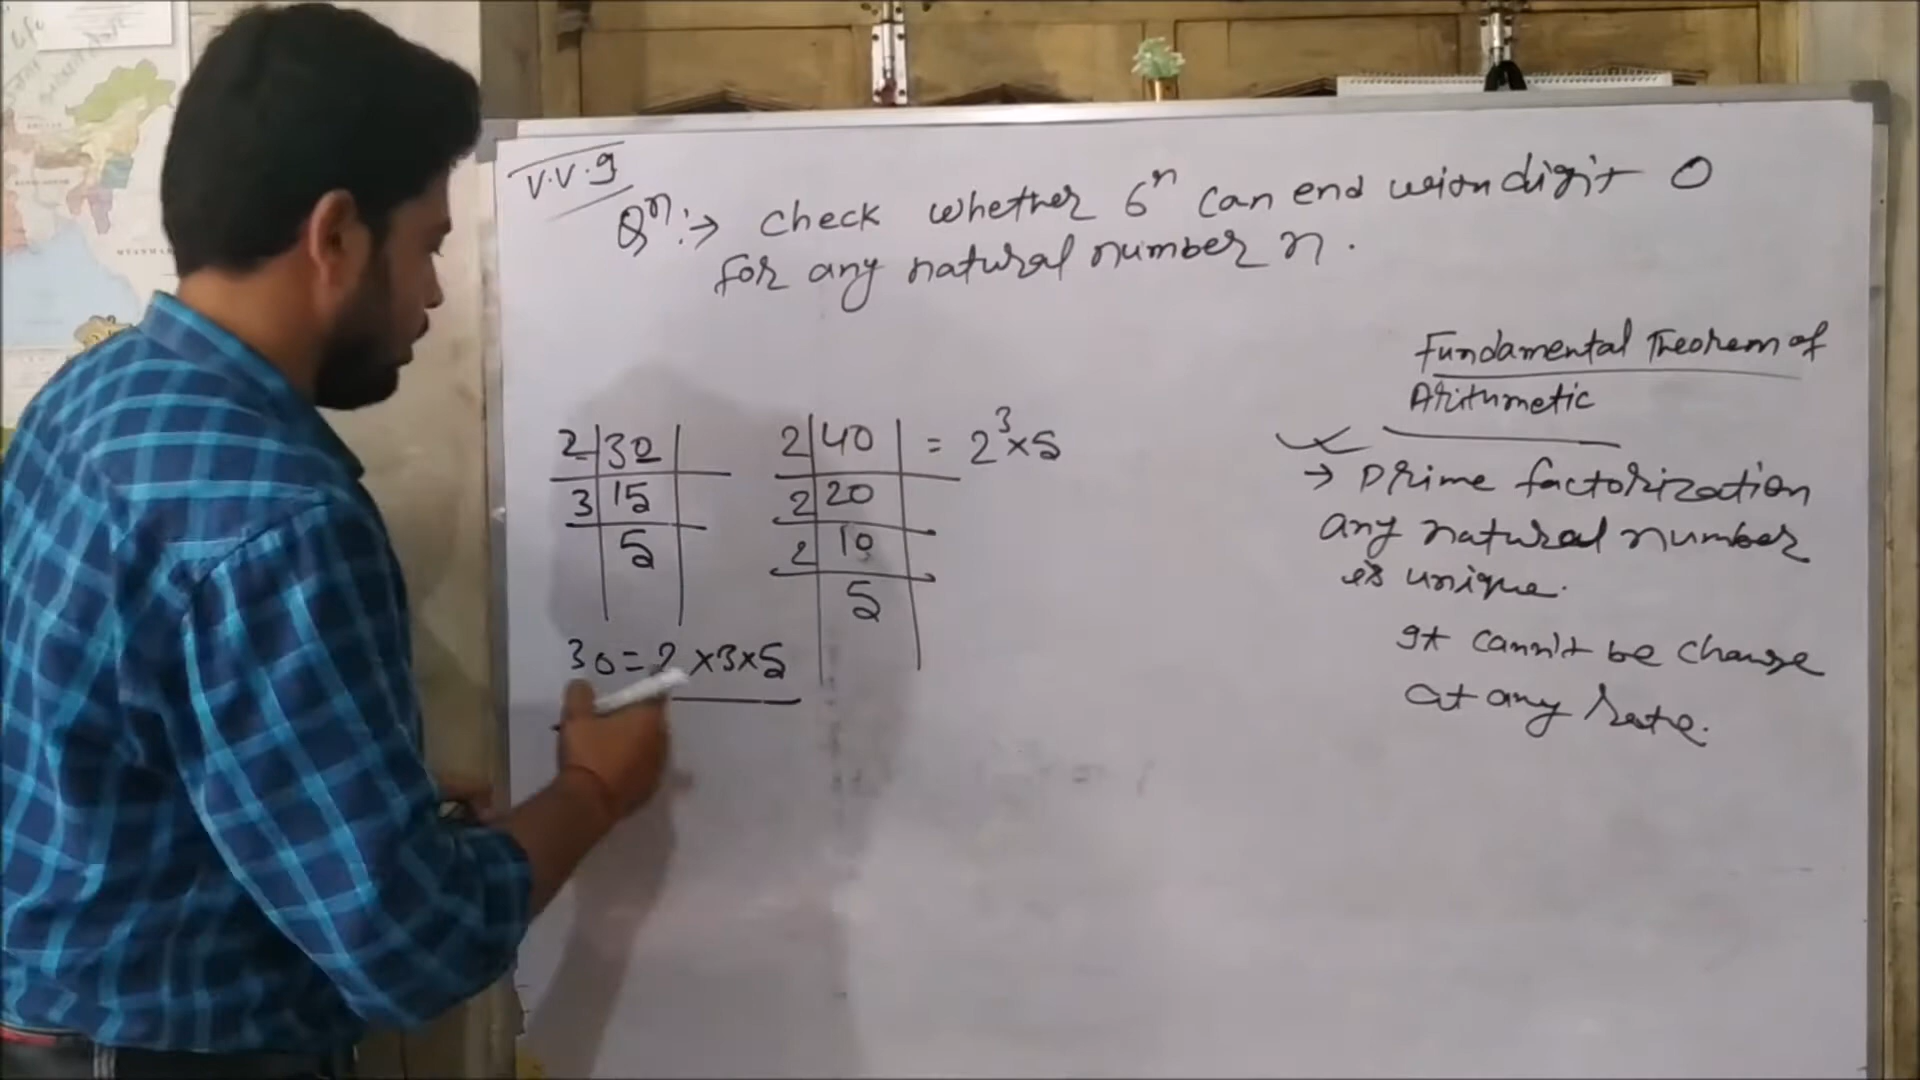 V.V.I
Qn:→ Check whether 6ⁿ can end with digit 0
for any natural number n.
Fundamental Theorem of
Arithmetic
→ Prime factorization
any natural number
is unique.
It cann't be change
at any rate.
2|30
3|15
5
2|40 = 2³×5
2|20
2|10
5
30=2×3×5